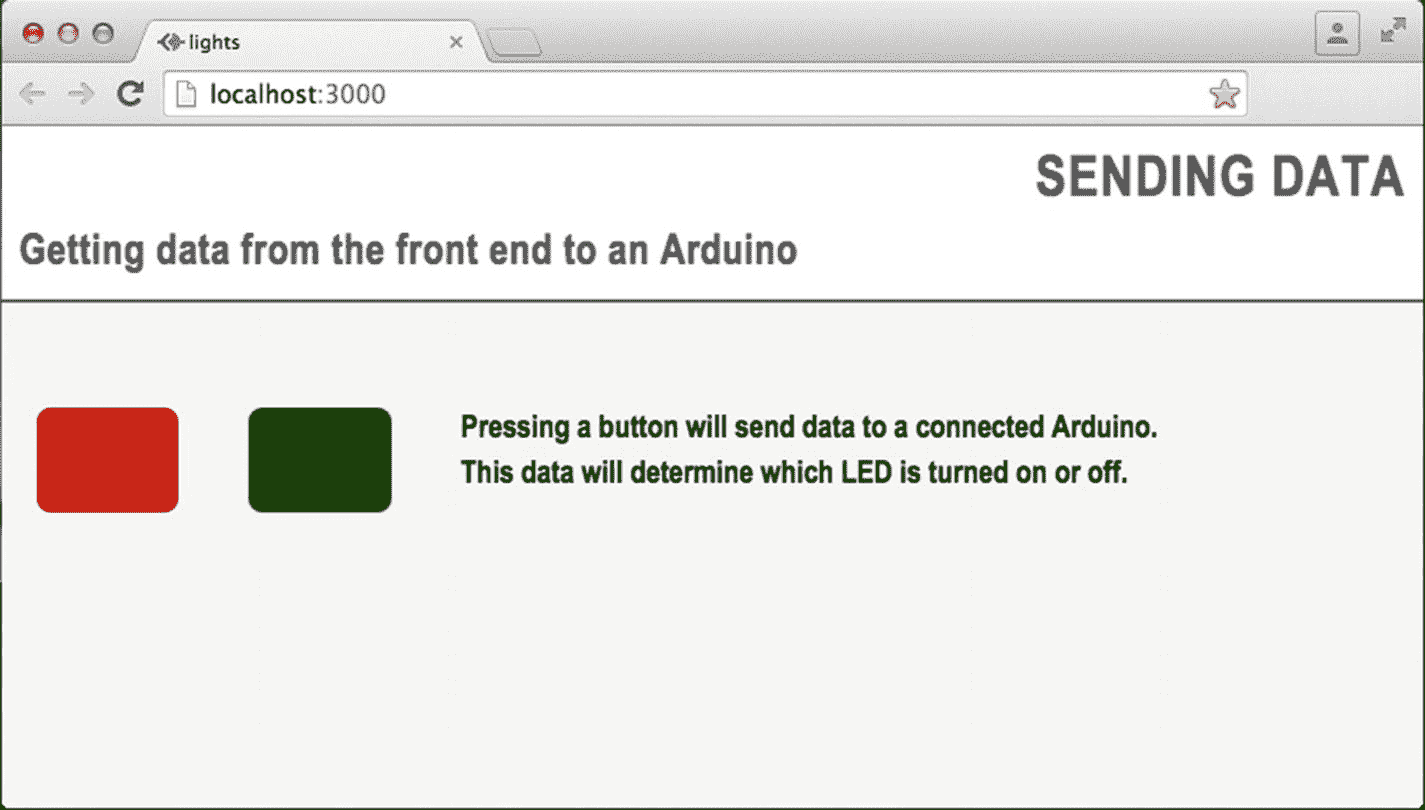 lights
localhost:3000
SENDING DATA
Getting data from the front end to an Arduino
Pressing a button will send data to a connected Arduino.
This data will determine which LED is turned on or off.